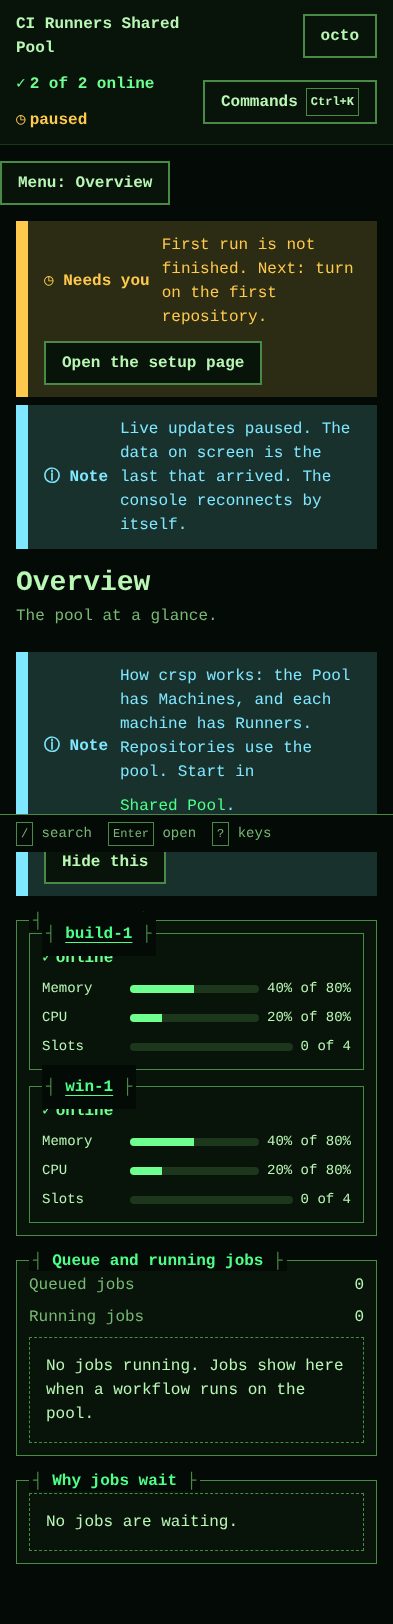 CI Runners Shared
Pool
octo
✓ 2 of 2 online
◷ paused
Commands Ctrl+K
Menu: Overview
◷ Needs you
First run is not
finished. Next: turn
on the first
repository.
Open the setup page
ⓘ Note
Live updates paused. The
data on screen is the
last that arrived. The
console reconnects by
itself.
Overview
The pool at a glance.
ⓘ Note
How crsp works: the Pool
has Machines, and each
machine has Runners.
Repositories use the
pool. Start in
Shared Pool.
/ search Enter open ? keys
Hide this
build-1
✓ online
Memory 40% of 80%
CPU 20% of 80%
Slots 0 of 4
win-1
✓ online
Memory 40% of 80%
CPU 20% of 80%
Slots 0 of 4
Queue and running jobs
Queued jobs 0
Running jobs 0
No jobs running. Jobs show here
when a workflow runs on the
pool.
Why jobs wait
No jobs are waiting.